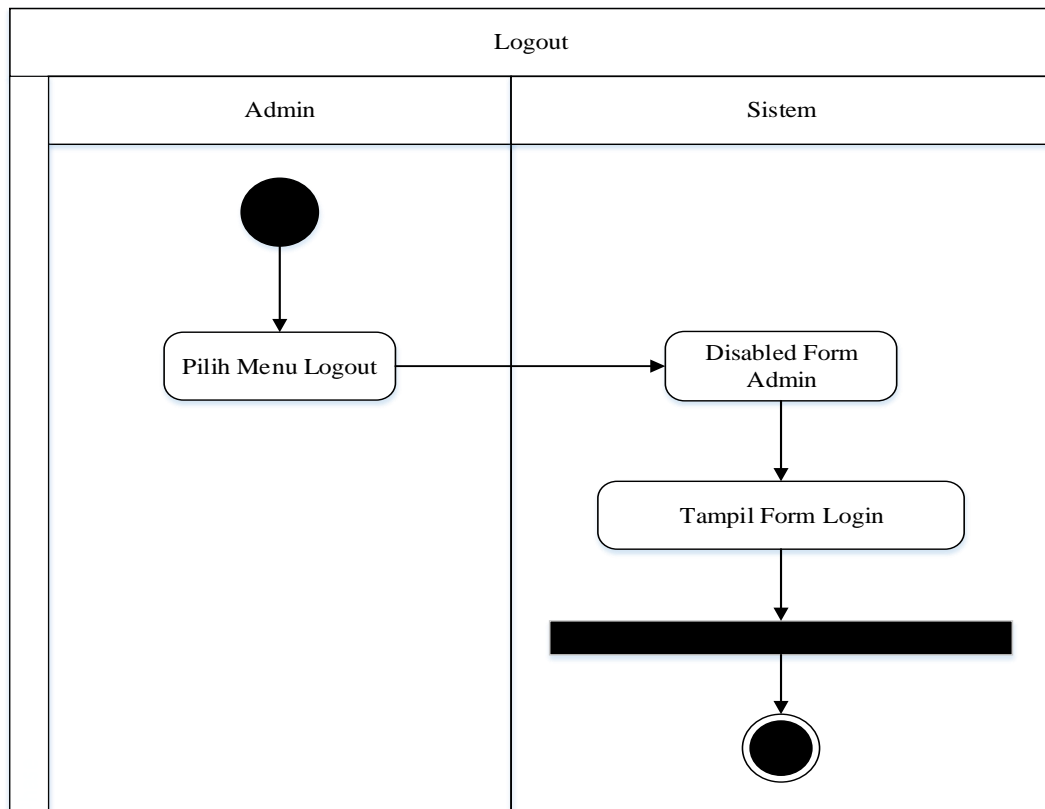 Logout
Admin
Sistem
Pilih Menu Logout
Disabled Form
Admin
Tampil Form Login